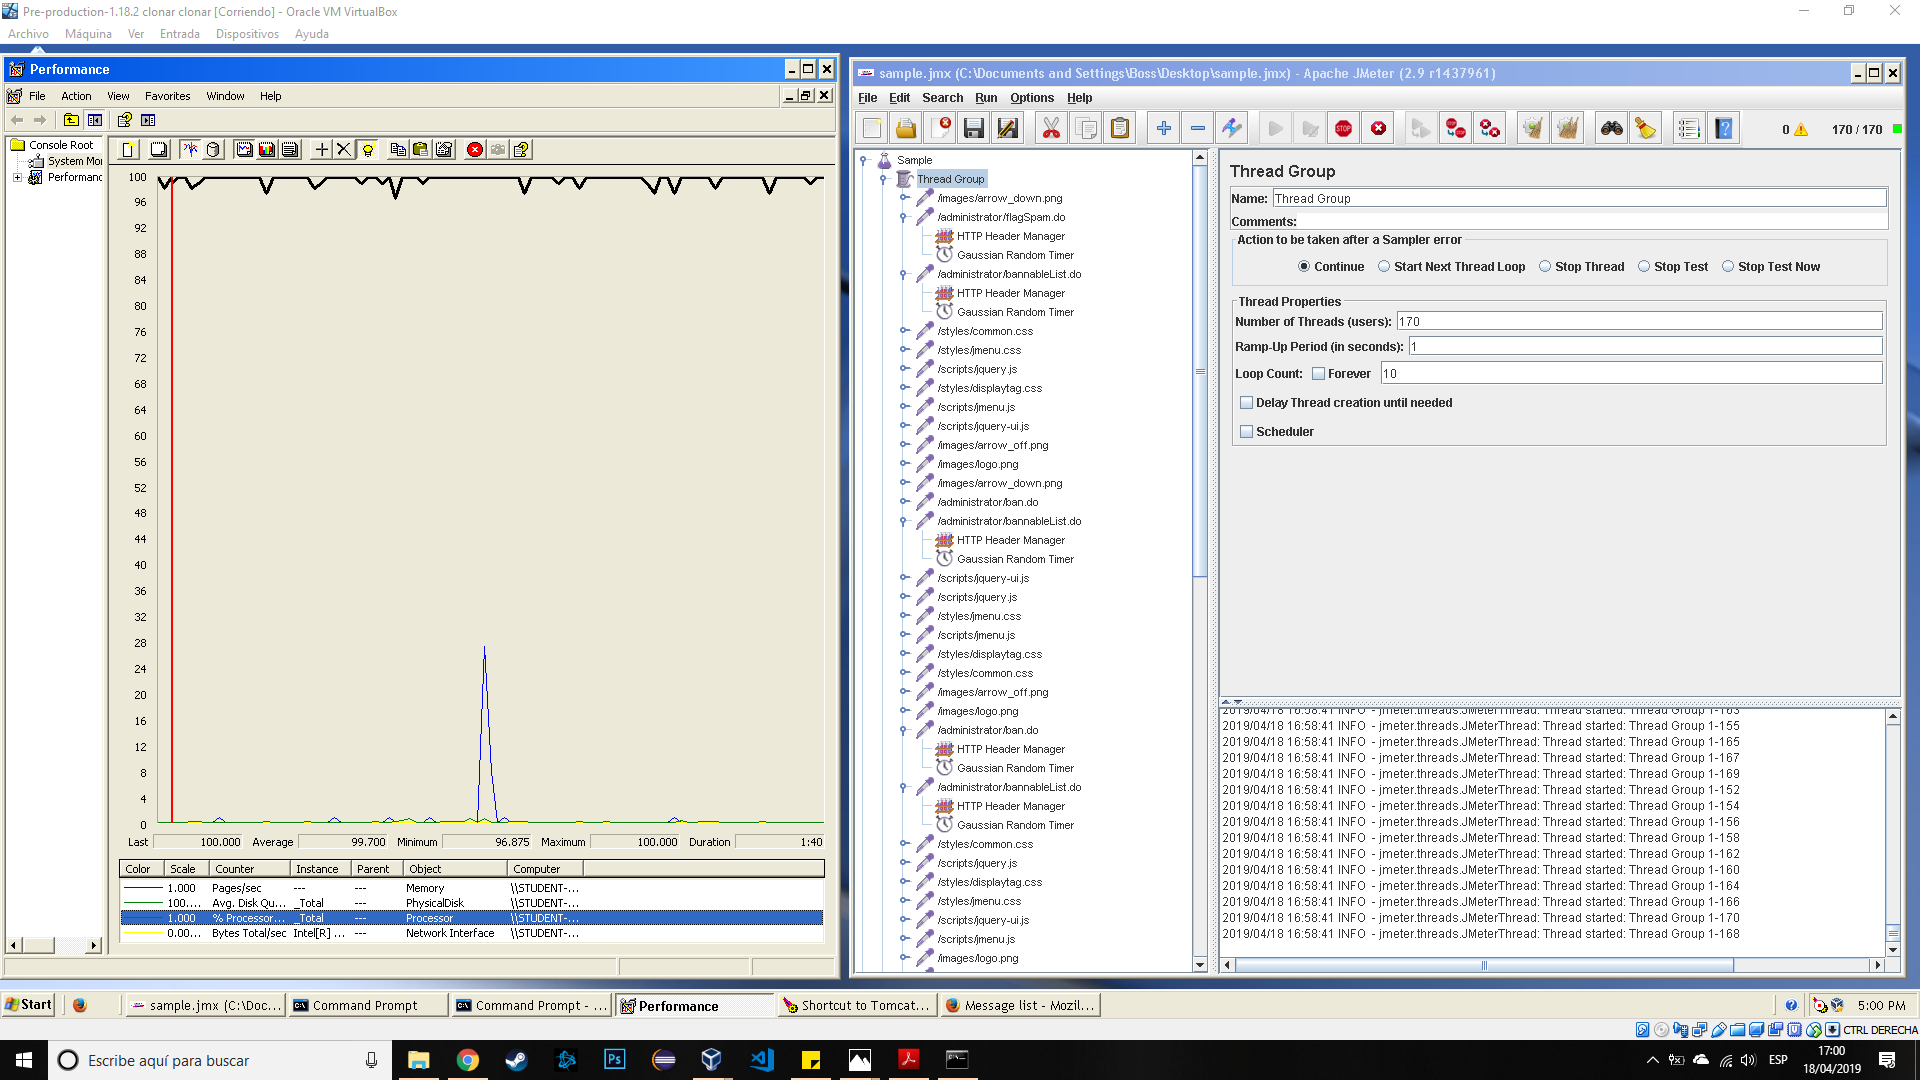 Pre-production-1.18.2 clonar clonar [Corriendo] - Oracle VM VirtualBox
Archivo Máquina Ver Entrada Dispositivos Ayuda
Performance
File Action View Favorites Window Help
Console Root
System Mo
Performanc
100
96
92
88
84
80
76
72
68
64
60
56
52
48
44
40
36
32
28
24
20
16
12
8
4
0
Last 100.000 Average 99.700 Minimum 96.875 Maximum 100.000 Duration 1:40
Color Scale Counter Instance Parent Object Computer
1.000 Pages/sec --- --- Memory \\STUDENT-...
100.... Avg. Disk Qu... _Total --- PhysicalDisk \\STUDENT-...
1.000 % Processor... _Total --- Processor \\STUDENT-...
0.00... Bytes Total/sec Intel[R] ... --- Network Interface \\STUDENT-...
sample.jmx (C:\Documents and Settings\Boss\Desktop\sample.jmx) - Apache JMeter (2.9 r1437961)
File Edit Search Run Options Help
STOP
0 170 / 170
Sample
Thread Group
/images/arrow_down.png
/administrator/flagSpam.do
HTTP Header Manager
Gaussian Random Timer
/administrator/bannableList.do
HTTP Header Manager
Gaussian Random Timer
/styles/common.css
/styles/jmenu.css
/scripts/jquery.js
/styles/displaytag.css
/scripts/jmenu.js
/scripts/jquery-ui.js
/images/arrow_off.png
/images/logo.png
/images/arrow_down.png
/administrator/ban.do
/administrator/bannableList.do
HTTP Header Manager
Gaussian Random Timer
/scripts/jquery-ui.js
/scripts/jquery.js
/styles/jmenu.css
/scripts/jmenu.js
/styles/displaytag.css
/styles/common.css
/images/arrow_off.png
/images/logo.png
/administrator/ban.do
HTTP Header Manager
Gaussian Random Timer
/administrator/bannableList.do
HTTP Header Manager
Gaussian Random Timer
/styles/common.css
/scripts/jquery.js
/styles/displaytag.css
/styles/jmenu.css
/scripts/jquery-ui.js
/scripts/jmenu.js
/images/logo.png
Thread Group
Name: Thread Group
Comments:
Action to be taken after a Sampler error
Continue Start Next Thread Loop Stop Thread Stop Test Stop Test Now
Thread Properties
Number of Threads (users): 170
Ramp-Up Period (in seconds): 1
Loop Count: Forever 10
Delay Thread creation until needed
Scheduler
2019/04/18 16:58:41 INFO - jmeter.threads.JMeterThread: Thread started: Thread Group 1-163
2019/04/18 16:58:41 INFO - jmeter.threads.JMeterThread: Thread started: Thread Group 1-155
2019/04/18 16:58:41 INFO - jmeter.threads.JMeterThread: Thread started: Thread Group 1-165
2019/04/18 16:58:41 INFO - jmeter.threads.JMeterThread: Thread started: Thread Group 1-167
2019/04/18 16:58:41 INFO - jmeter.threads.JMeterThread: Thread started: Thread Group 1-169
2019/04/18 16:58:41 INFO - jmeter.threads.JMeterThread: Thread started: Thread Group 1-152
2019/04/18 16:58:41 INFO - jmeter.threads.JMeterThread: Thread started: Thread Group 1-154
2019/04/18 16:58:41 INFO - jmeter.threads.JMeterThread: Thread started: Thread Group 1-156
2019/04/18 16:58:41 INFO - jmeter.threads.JMeterThread: Thread started: Thread Group 1-158
2019/04/18 16:58:41 INFO - jmeter.threads.JMeterThread: Thread started: Thread Group 1-162
2019/04/18 16:58:41 INFO - jmeter.threads.JMeterThread: Thread started: Thread Group 1-160
2019/04/18 16:58:41 INFO - jmeter.threads.JMeterThread: Thread started: Thread Group 1-164
2019/04/18 16:58:41 INFO - jmeter.threads.JMeterThread: Thread started: Thread Group 1-166
2019/04/18 16:58:41 INFO - jmeter.threads.JMeterThread: Thread started: Thread Group 1-170
2019/04/18 16:58:41 INFO - jmeter.threads.JMeterThread: Thread started: Thread Group 1-168
Start sample.jmx (C:\Doc... Command Prompt Command Prompt - ... Performance Shortcut to Tomcat... Message list - Mozil... 5:00 PM
CTRL DERECHA
Escribe aquí para buscar
Ps
ESP
17:00
18/04/2019